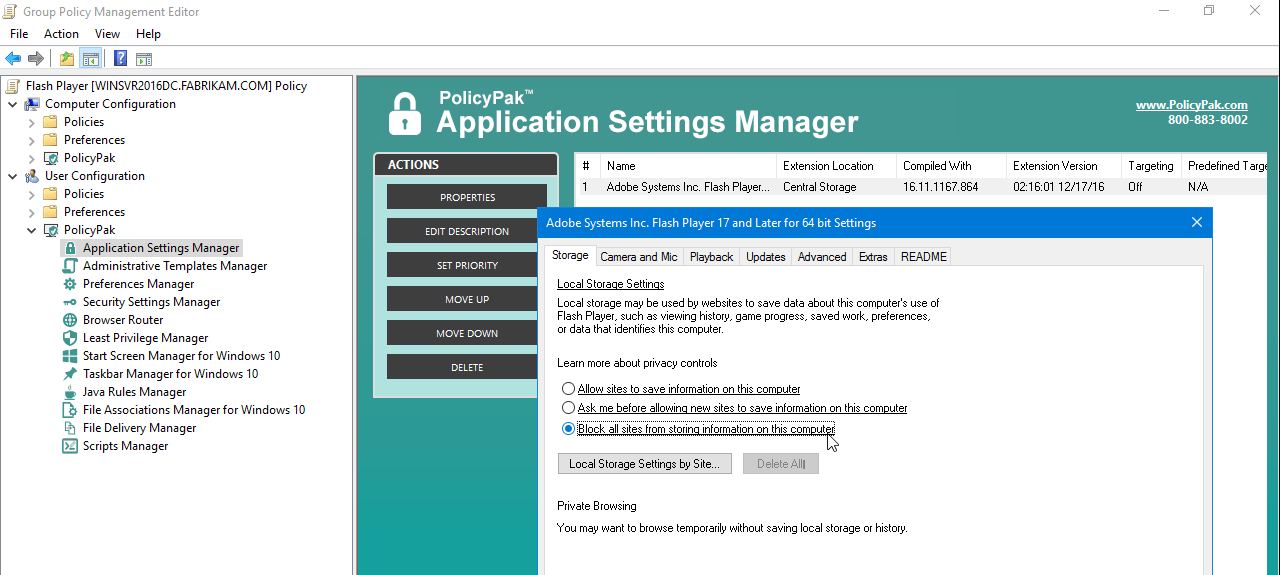 Group Policy Management Editor
File Action View Help
Flash Player [WINSVR2016DC.FABRIKAM.COM] Policy
Computer Configuration
Policies
Preferences
PolicyPak
User Configuration
Policies
Preferences
PolicyPak
Application Settings Manager
Administrative Templates Manager
Preferences Manager
Security Settings Manager
Browser Router
Least Privilege Manager
Start Screen Manager for Windows 10
Taskbar Manager for Windows 10
Java Rules Manager
File Associations Manager for Windows 10
File Delivery Manager
Scripts Manager
PolicyPak™
Application Settings Manager
www.PolicyPak.com
800-883-8002
ACTIONS
PROPERTIES
EDIT DESCRIPTION
SET PRIORITY
MOVE UP
MOVE DOWN
DELETE
# Name Extension Location Compiled With Extension Version Targeting Predefined Targe
1 Adobe Systems Inc. Flash Player... Central Storage 16.11.1167.864 02:16:01 12/17/16 Off N/A
Adobe Systems Inc. Flash Player 17 and Later for 64 bit Settings
Storage Camera and Mic Playback Updates Advanced Extras README
Local Storage Settings
Local storage may be used by websites to save data about this computer's use of
Flash Player, such as viewing history, game progress, saved work, preferences,
or data that identifies this computer.
Learn more about privacy controls
Allow sites to save information on this computer
Ask me before allowing new sites to save information on this computer
Block all sites from storing information on this computer
Local Storage Settings by Site... Delete All
Private Browsing
You may want to browse temporarily without saving local storage or history.